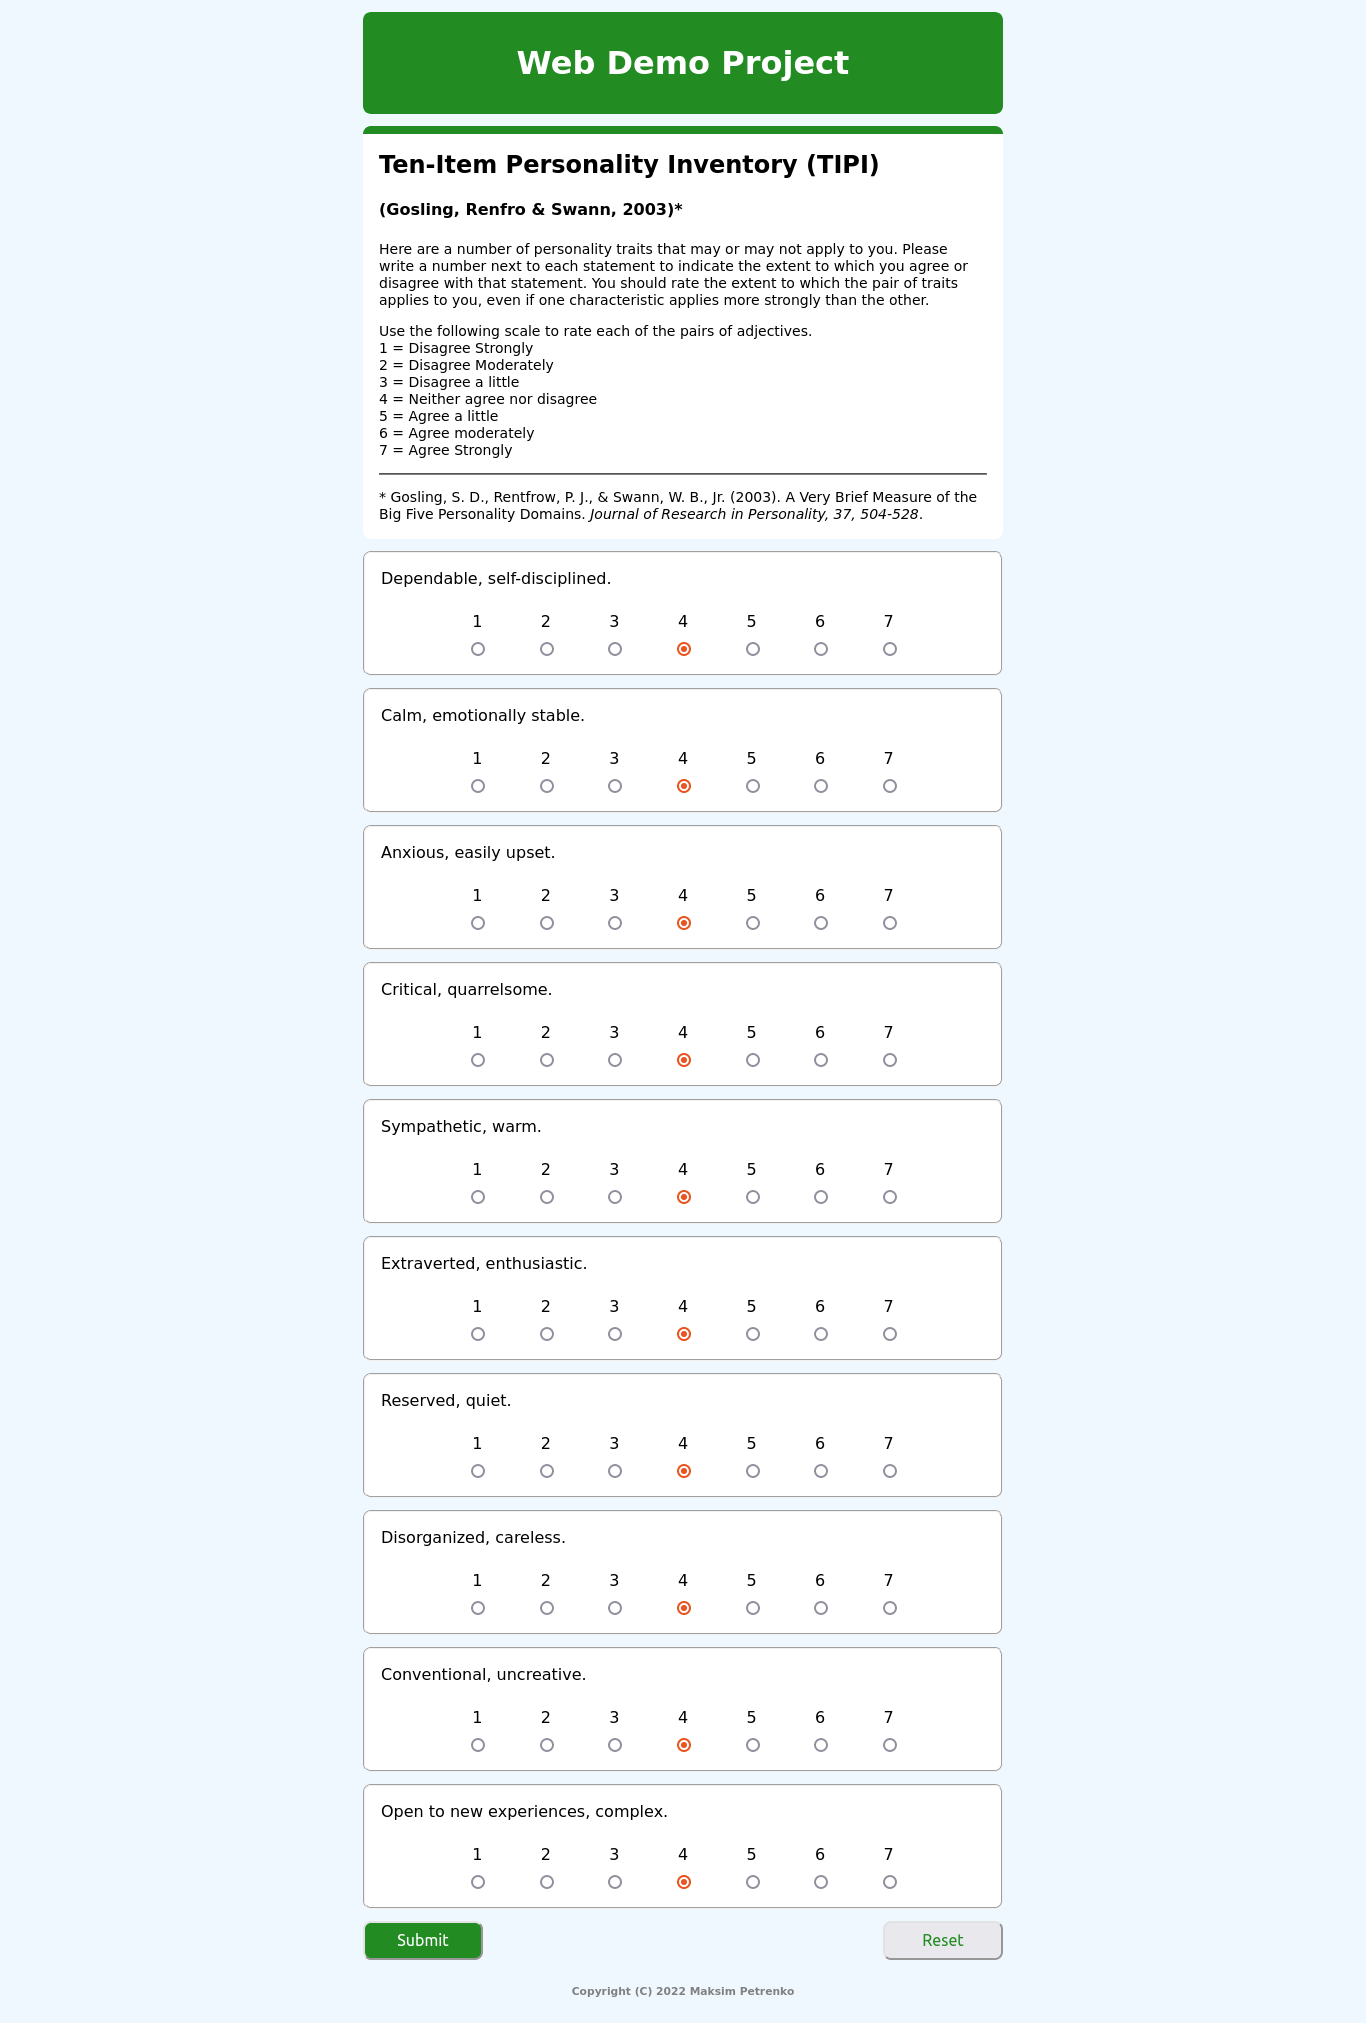 Web Demo Project
Ten-Item Personality Inventory (TIPI)
(Gosling, Renfro & Swann, 2003)*
Here are a number of personality traits that may or may not apply to you. Please
write a number next to each statement to indicate the extent to which you agree or
disagree with that statement. You should rate the extent to which the pair of traits
applies to you, even if one characteristic applies more strongly than the other.
Use the following scale to rate each of the pairs of adjectives.
1 = Disagree Strongly
2 = Disagree Moderately
3 = Disagree a little
4 = Neither agree nor disagree
5 = Agree a little
6 = Agree moderately
7 = Agree Strongly
* Gosling, S. D., Rentfrow, P. J., & Swann, W. B., Jr. (2003). A Very Brief Measure of the
Big Five Personality Domains. Journal of Research in Personality, 37, 504-528.
Dependable, self-disciplined.
1 2 3 4 5 6 7
Calm, emotionally stable.
1 2 3 4 5 6 7
Anxious, easily upset.
1 2 3 4 5 6 7
Critical, quarrelsome.
1 2 3 4 5 6 7
Sympathetic, warm.
1 2 3 4 5 6 7
Extraverted, enthusiastic.
1 2 3 4 5 6 7
Reserved, quiet.
1 2 3 4 5 6 7
Disorganized, careless.
1 2 3 4 5 6 7
Conventional, uncreative.
1 2 3 4 5 6 7
Open to new experiences, complex.
1 2 3 4 5 6 7
Submit Reset
Copyright (C) 2022 Maksim Petrenko